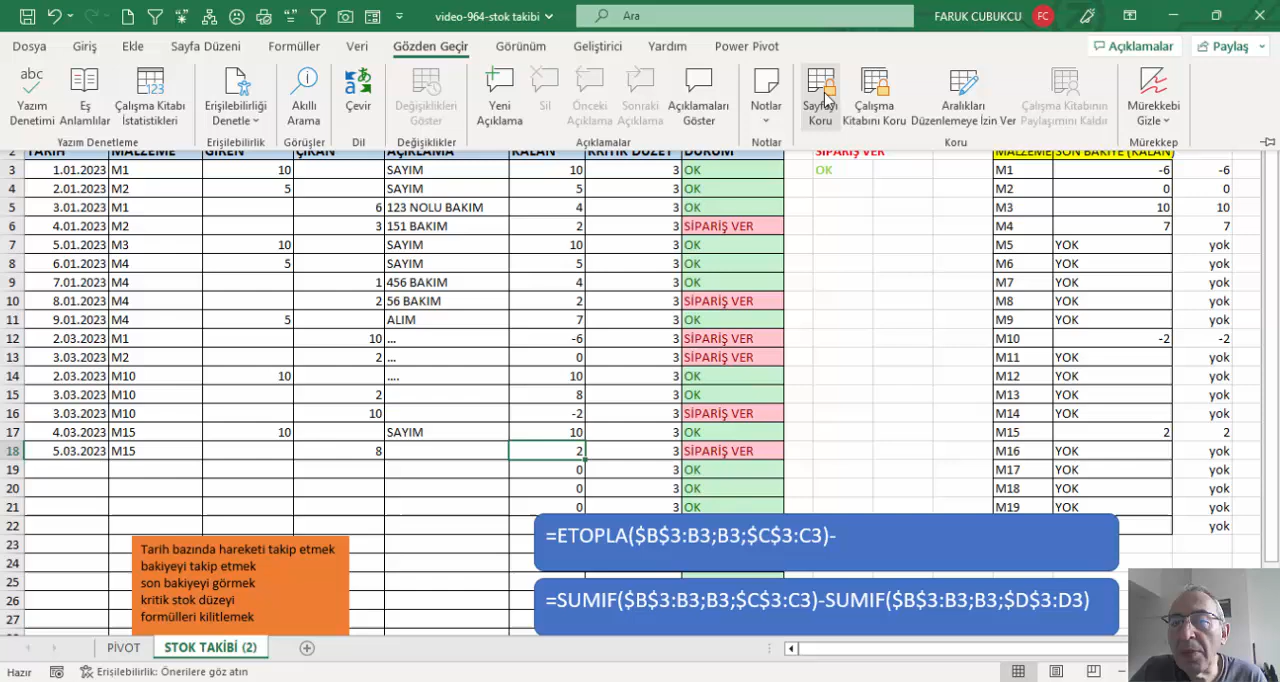 video-964-stok takibi
Ara
FARUK CUBUKCU
FC
Dosya Giriş Ekle Sayfa Düzeni Formüller Veri Gözden Geçir Görünüm Geliştirici Yardım Power Pivot Açıklamalar Paylaş
abc
123
Yazım Denetimi
Eş Anlamlılar
Çalışma Kitabı İstatistikleri
Erişilebilirliği Denetle
Akıllı Arama
Çevir
Değişiklikleri Göster
Yeni Açıklama
Sil
Önceki Açıklama
Sonraki Açıklama
Açıklamaları Göster
Notlar
Sayfayı Koru
Çalışma Kitabını Koru
Aralıkları Düzenlemeye İzin Ver
Çalışma Kitabının Paylaşımını Kaldır
Mürekkebi Gizle
Yazım Denetleme Erişilebilirlik Görüşler Dil Değişiklikler Açıklamalar Notlar Koru Mürekkep
2 TARİH MALZEME GİREN ÇIKAN AÇIKLAMA KALAN KRİTİK DÜZEY DURUM SİPARİŞ VER MALZEME SON BAKİYE (KALAN)
3 1.01.2023 M1 10 SAYIM 10 3 OK OK M1 -6 -6
4 2.01.2023 M2 5 SAYIM 5 3 OK M2 0 0
5 3.01.2023 M1 6 123 NOLU BAKIM 4 3 OK M3 10 10
6 4.01.2023 M2 3 151 BAKIM 2 3 SİPARİŞ VER M4 7 7
7 5.01.2023 M3 10 SAYIM 10 3 OK M5 YOK yok
8 6.01.2023 M4 5 SAYIM 5 3 OK M6 YOK yok
9 7.01.2023 M4 1 456 BAKIM 4 3 OK M7 YOK yok
10 8.01.2023 M4 2 56 BAKIM 2 3 SİPARİŞ VER M8 YOK yok
11 9.01.2023 M4 5 ALIM 7 3 OK M9 YOK yok
12 2.03.2023 M1 10 ... -6 3 SİPARİŞ VER M10 -2 -2
13 3.03.2023 M2 2 ... 0 3 SİPARİŞ VER M11 YOK yok
14 2.03.2023 M10 10 .... 10 3 OK M12 YOK yok
15 3.03.2023 M10 2 8 3 OK M13 YOK yok
16 3.03.2023 M10 10 -2 3 SİPARİŞ VER M14 YOK yok
17 4.03.2023 M15 10 SAYIM 10 3 OK M15 2 2
18 5.03.2023 M15 8 2 3 SİPARİŞ VER M16 YOK yok
19 0 3 OK M17 YOK yok
20 0 3 OK M18 YOK yok
21 0 3 OK M19 YOK yok
22 yok
23
24
25
26
27
=ETOPLA($B$3:B3;B3;$C$3:C3)-
=SUMIF($B$3:B3;B3;$C$3:C3)-SUMIF($B$3:B3;B3;$D$3:D3)
Tarih bazında hareketi takip etmek
bakiyeyi takip etmek
son bakiyeyi görmek
kritik stok düzeyi
formülleri kilitlemek
PİVOT STOK TAKİBİ (2)
Hazır Erişilebilirlik: Önerilere göz atın